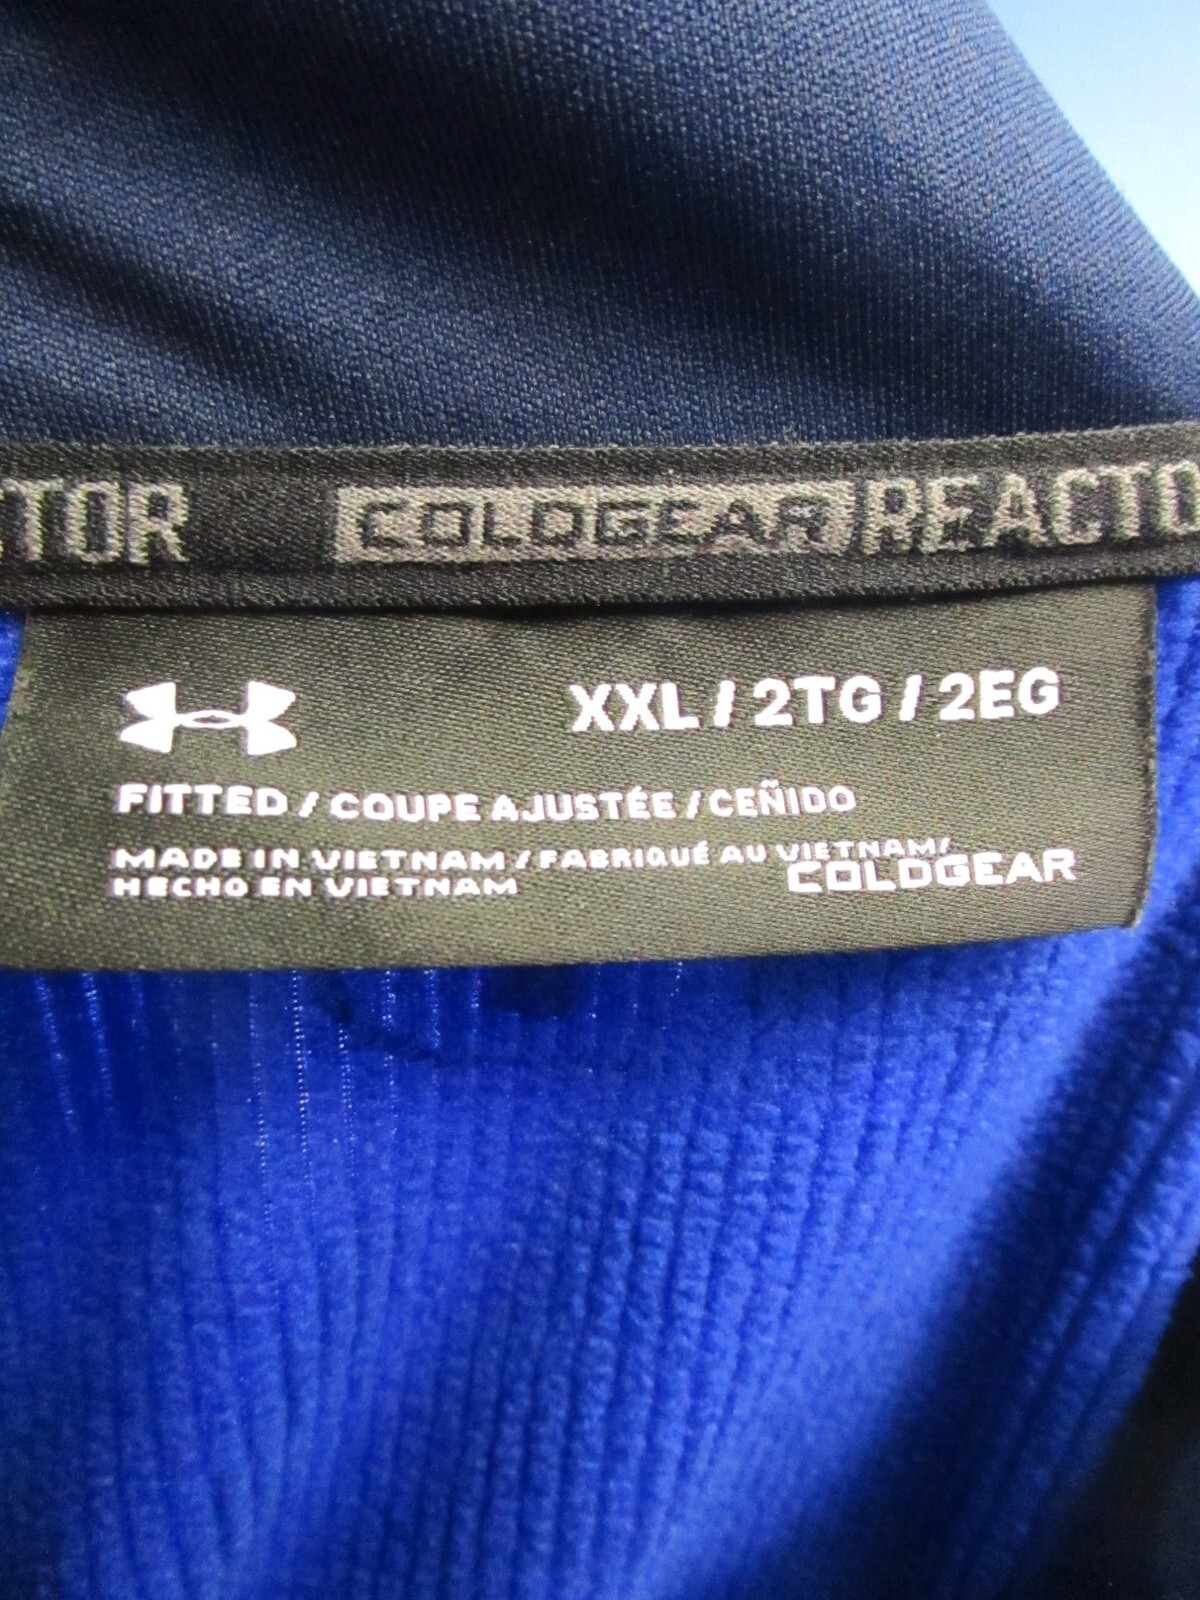 CTOR COLDGEAR REACTO
XXL / 2TG / 2EG
FITTED / COUPE AJUSTÉE / CEÑIDO
MADE IN VIETNAM / FABRIQUÉ AU VIETNAM /
HECHO EN VIETNAM
COLDGEAR